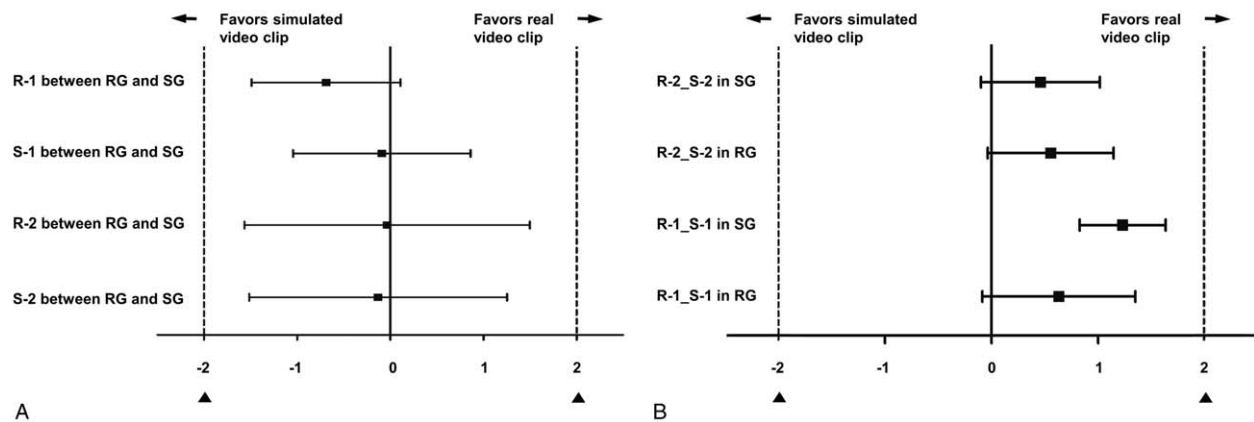 Favors simulated
video clip
Favors real
video clip
R-1 between RG and SG
S-1 between RG and SG
R-2 between RG and SG
S-2 between RG and SG
-2 -1 0 1 2
A
Favors simulated
video clip
Favors real
video clip
R-2_S-2 in SG
R-2_S-2 in RG
R-1_S-1 in SG
R-1_S-1 in RG
-2 -1 0 1 2
B